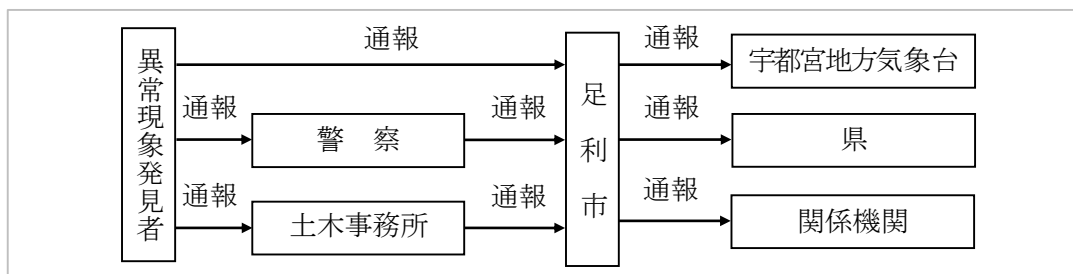 異常現象発見者
通報
通報
警　察
通報
通報
土木事務所
通報
足利市
通報
宇都宮地方気象台
通報
県
通報
関係機関